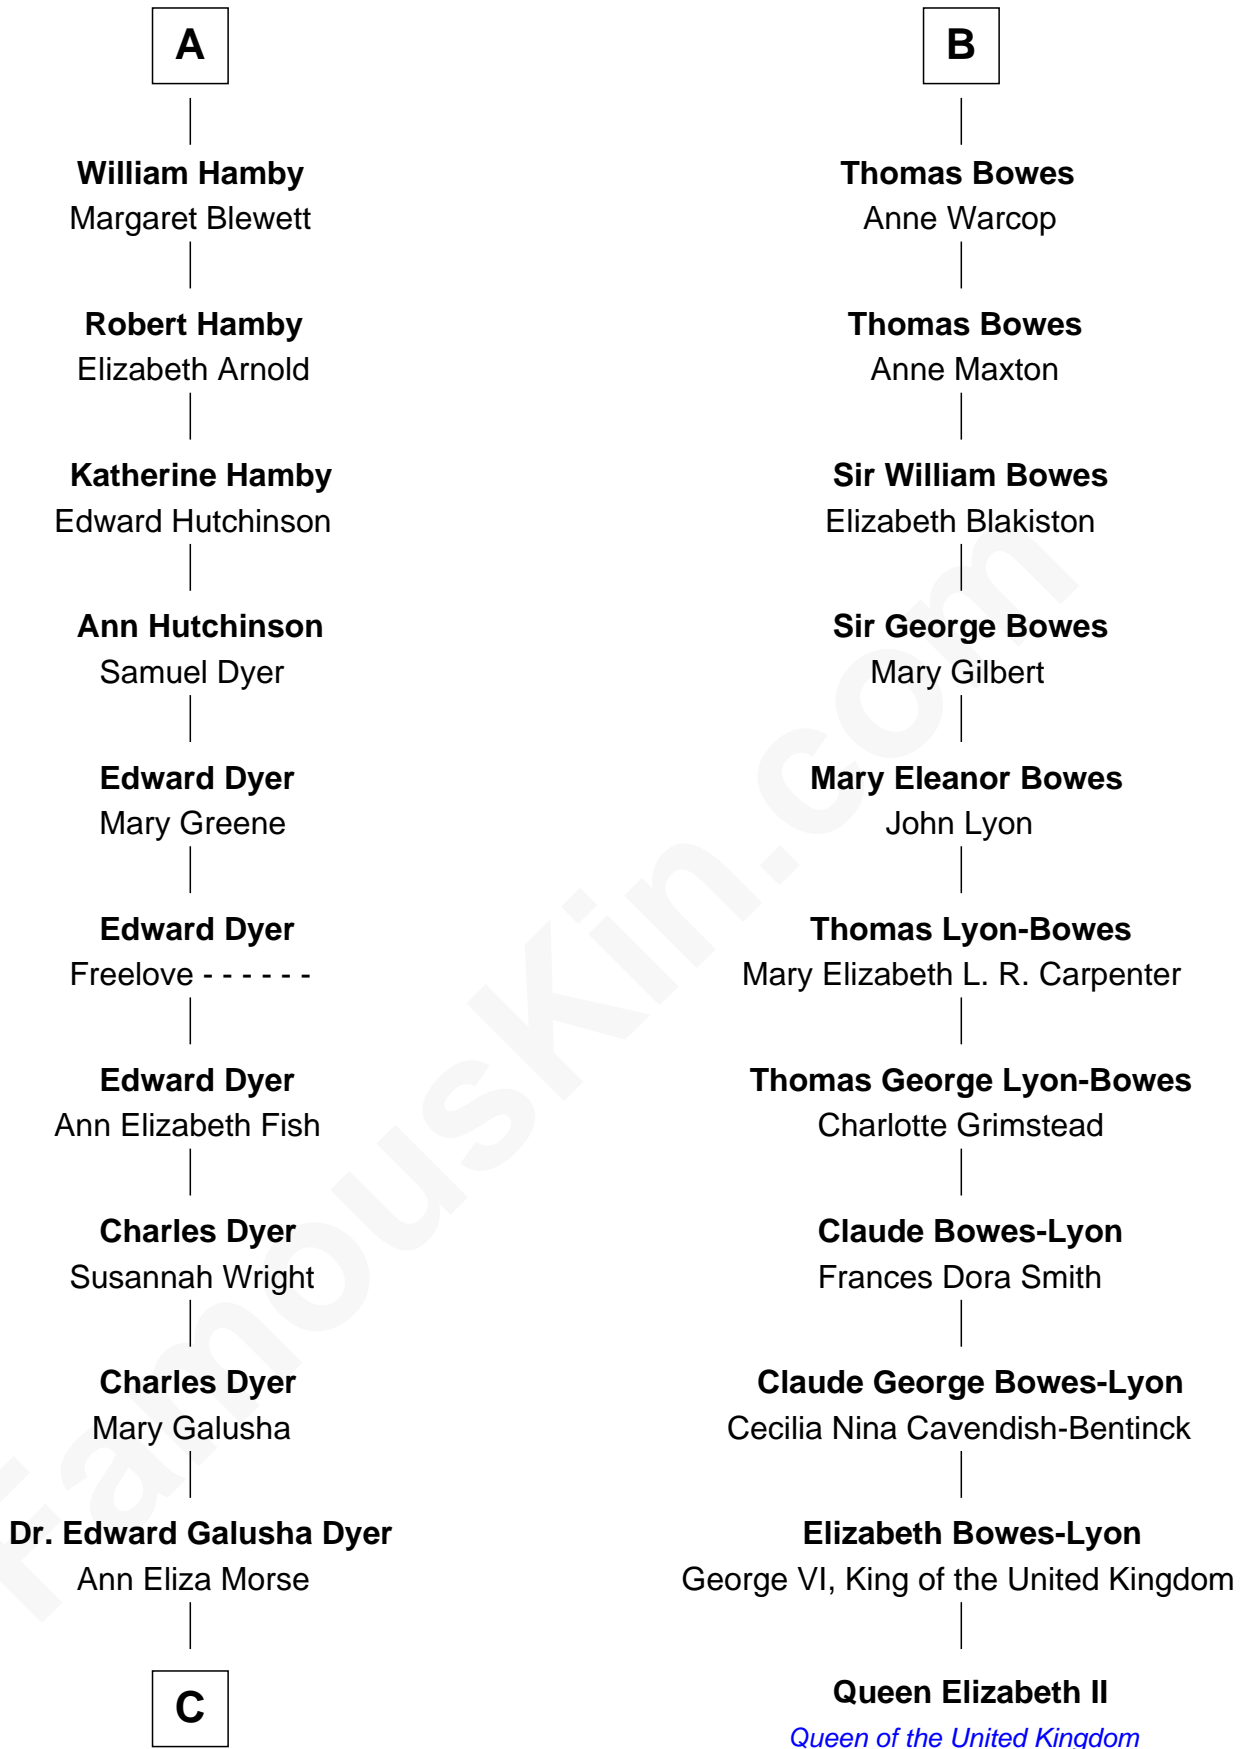 A
William Hamby
Margaret Blewett
Robert Hamby
Elizabeth Arnold
Katherine Hamby
Edward Hutchinson
Ann Hutchinson
Samuel Dyer
Edward Dyer
Mary Greene
Edward Dyer
Freelove - - - - - -
Edward Dyer
Ann Elizabeth Fish
Charles Dyer
Susannah Wright
Charles Dyer
Mary Galusha
Dr. Edward Galusha Dyer
Ann Eliza Morse
C
B
Thomas Bowes
Anne Warcop
Thomas Bowes
Anne Maxton
Sir William Bowes
Elizabeth Blakiston
Sir George Bowes
Mary Gilbert
Mary Eleanor Bowes
John Lyon
Thomas Lyon-Bowes
Mary Elizabeth L. R. Carpenter
Thomas George Lyon-Bowes
Charlotte Grimstead
Claude Bowes-Lyon
Frances Dora Smith
Claude George Bowes-Lyon
Cecilia Nina Cavendish-Bentinck
Elizabeth Bowes-Lyon
George VI, King of the United Kingdom
Queen Elizabeth II
Queen of the United Kingdom
FamousKin.com